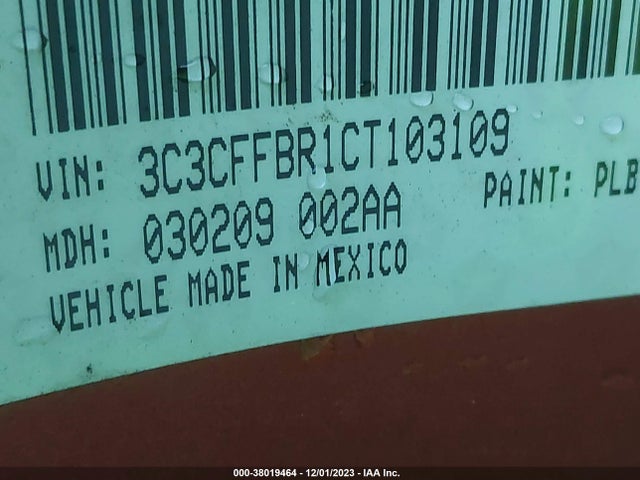 VIN: 3C3CFFBR1CT103109
MDH: 030209 002AA PAINT: PLB
VEHICLE MADE IN MEXICO
000-38019464 - 12/01/2023 - IAA Inc.